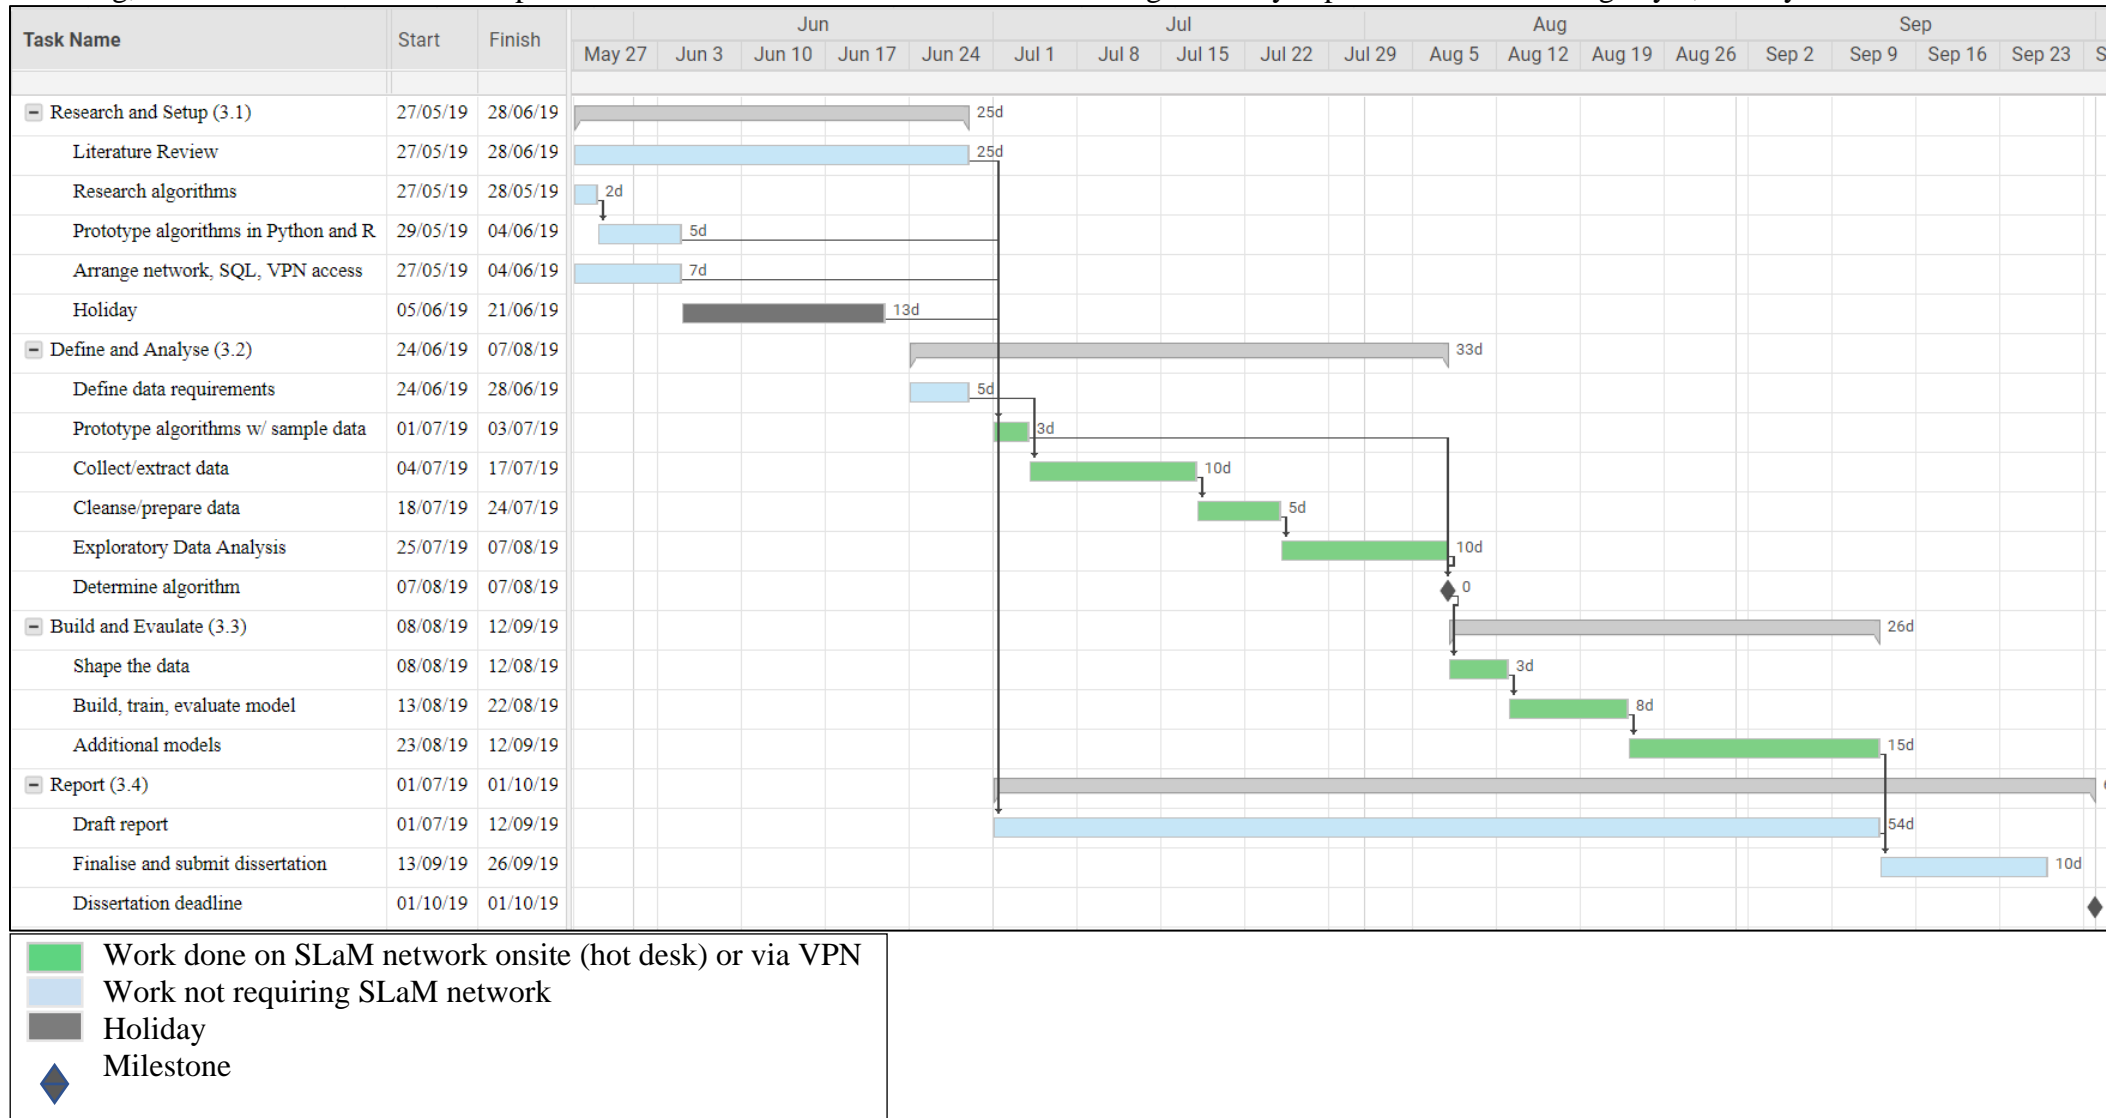 Jun Jul Aug Sep
Task Name Start Finish
May 27 Jun 3 Jun 10 Jun 17 Jun 24 Jul 1 Jul 8 Jul 15 Jul 22 Jul 29 Aug 5 Aug 12 Aug 19 Aug 26 Sep 2 Sep 9 Sep 16 Sep 23 S
Research and Setup (3.1) 27/05/19 28/06/19 25d
Literature Review 27/05/19 28/06/19 25d
Research algorithms 27/05/19 28/05/19 2d
Prototype algorithms in Python and R 29/05/19 04/06/19 5d
Arrange network, SQL, VPN access 27/05/19 04/06/19 7d
Holiday 05/06/19 21/06/19 13d
Define and Analyse (3.2) 24/06/19 07/08/19 33d
Define data requirements 24/06/19 28/06/19 5d
Prototype algorithms w/ sample data 01/07/19 03/07/19 3d
Collect/extract data 04/07/19 17/07/19 10d
Cleanse/prepare data 18/07/19 24/07/19 5d
Exploratory Data Analysis 25/07/19 07/08/19 10d
Determine algorithm 07/08/19 07/08/19 0
Build and Evaulate (3.3) 08/08/19 12/09/19 26d
Shape the data 08/08/19 12/08/19 3d
Build, train, evaluate model 13/08/19 22/08/19 8d
Additional models 23/08/19 12/09/19 15d
Report (3.4) 01/07/19 01/10/19
Draft report 01/07/19 12/09/19 54d
Finalise and submit dissertation 13/09/19 26/09/19 10d
Dissertation deadline 01/10/19 01/10/19
Work done on SLaM network onsite (hot desk) or via VPN
Work not requiring SLaM network
Holiday
Milestone